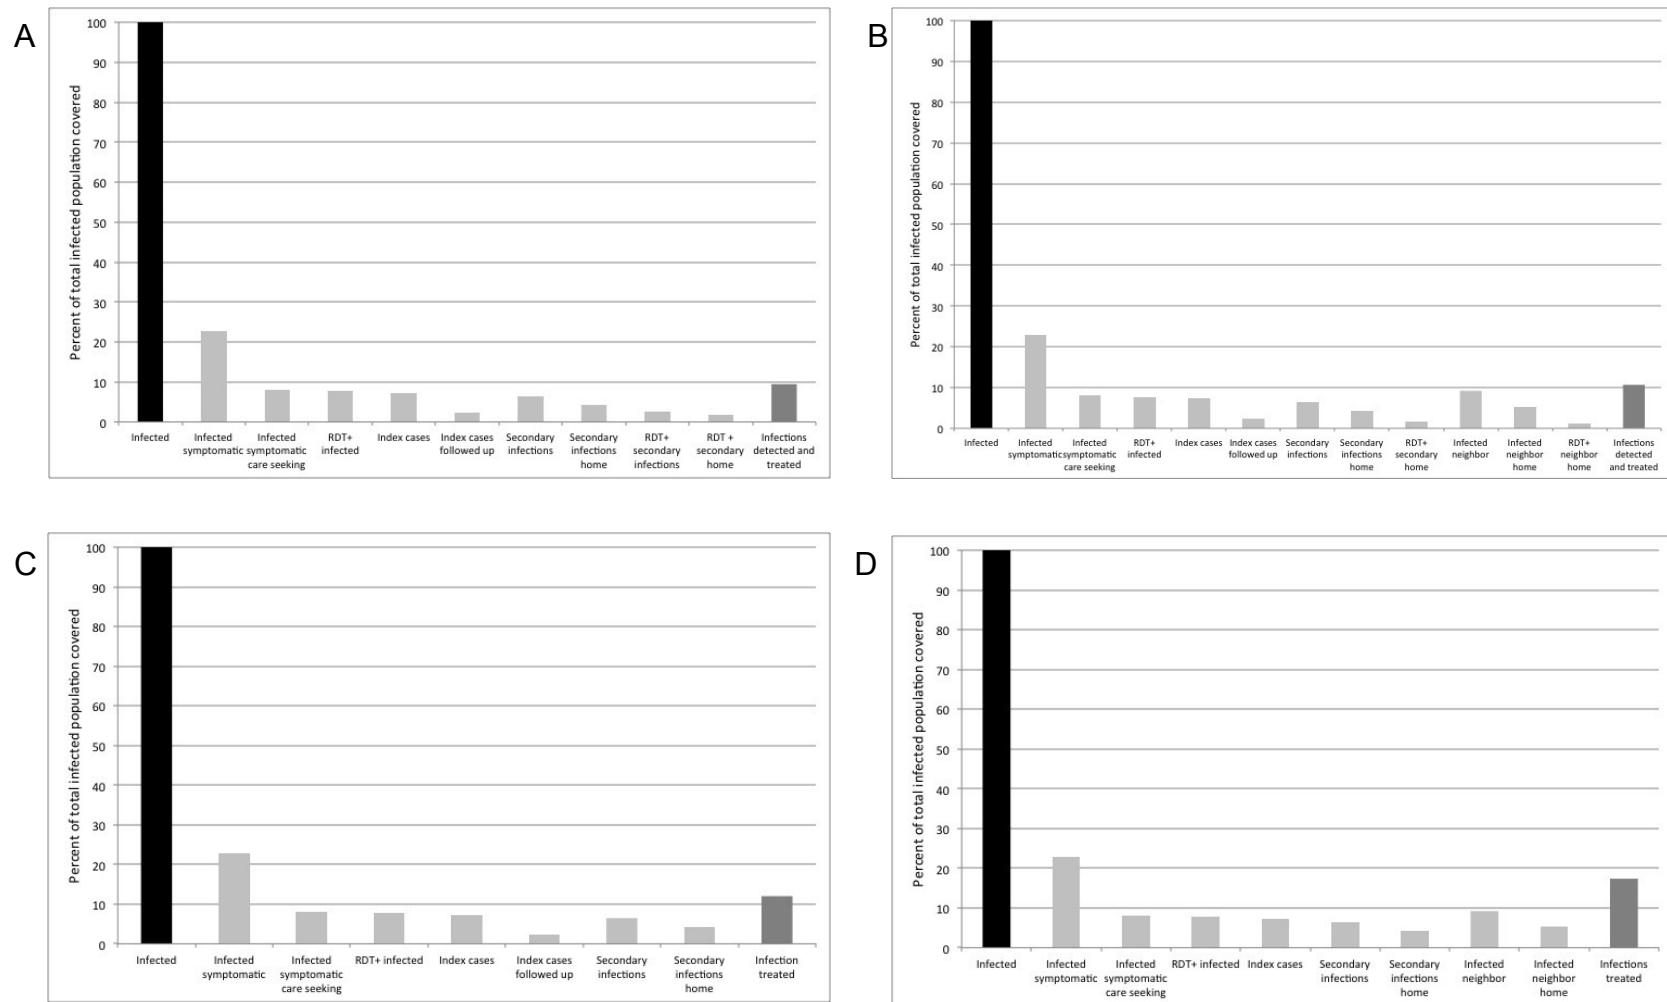 A
Percent of total infected population covered
100
90
80
70
60
50
40
30
20
10
0
Infected
Infected
symptomatic
Infected
symptomatic
care seeking
RDT+
infected
Index cases
Index cases
followed up
Secondary
infections
Secondary
infections
home
RDT+
secondary
infections
RDT +
secondary
home
Infections
detected and
treated
B
Percent of total infected population covered
100
90
80
70
60
50
40
30
20
10
0
Infected
Infected
symptomatic
Infected
symptomatic
care seeking
RDT+
infected
Index cases
Index cases
followed up
Secondary
infections
Secondary
infections
home
RDT+
secondary
home
Infected
neighbor
Infected
neighbor
home
RDT+
neighbor
home
Infections
detected
and treated
C
Percent of total infected population covered
100
90
80
70
60
50
40
30
20
10
0
Infected
Infected
symptomatic
Infected
symptomatic
care seeking
RDT+ infected
Index cases
Index cases
followed up
Secondary
infections
Secondary
infections
home
Infection
treated
D
Percent of total infected population covered
100
90
80
70
60
50
40
30
20
10
0
Infected
Infected
symptomatic
Infected
symptomatic
care seeking
RDT+ infected
Index cases
Secondary
infections
Secondary
infections
home
Infected
neighbor
Infected
neighbor
home
Infections
treated